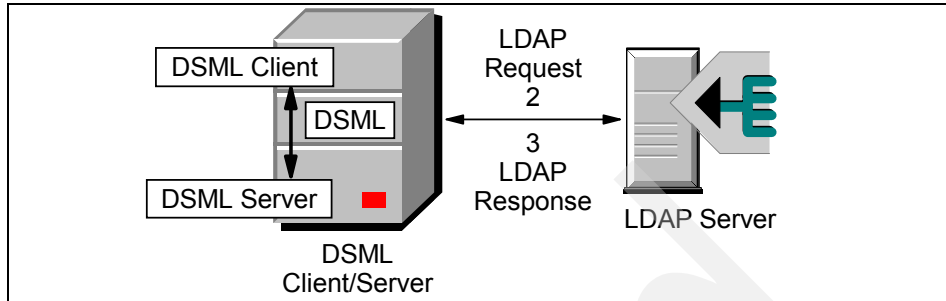 DSML Client
DSML
DSML Server
DSML
Client/Server
LDAP
Request
2
3
LDAP
Response
LDAP Server